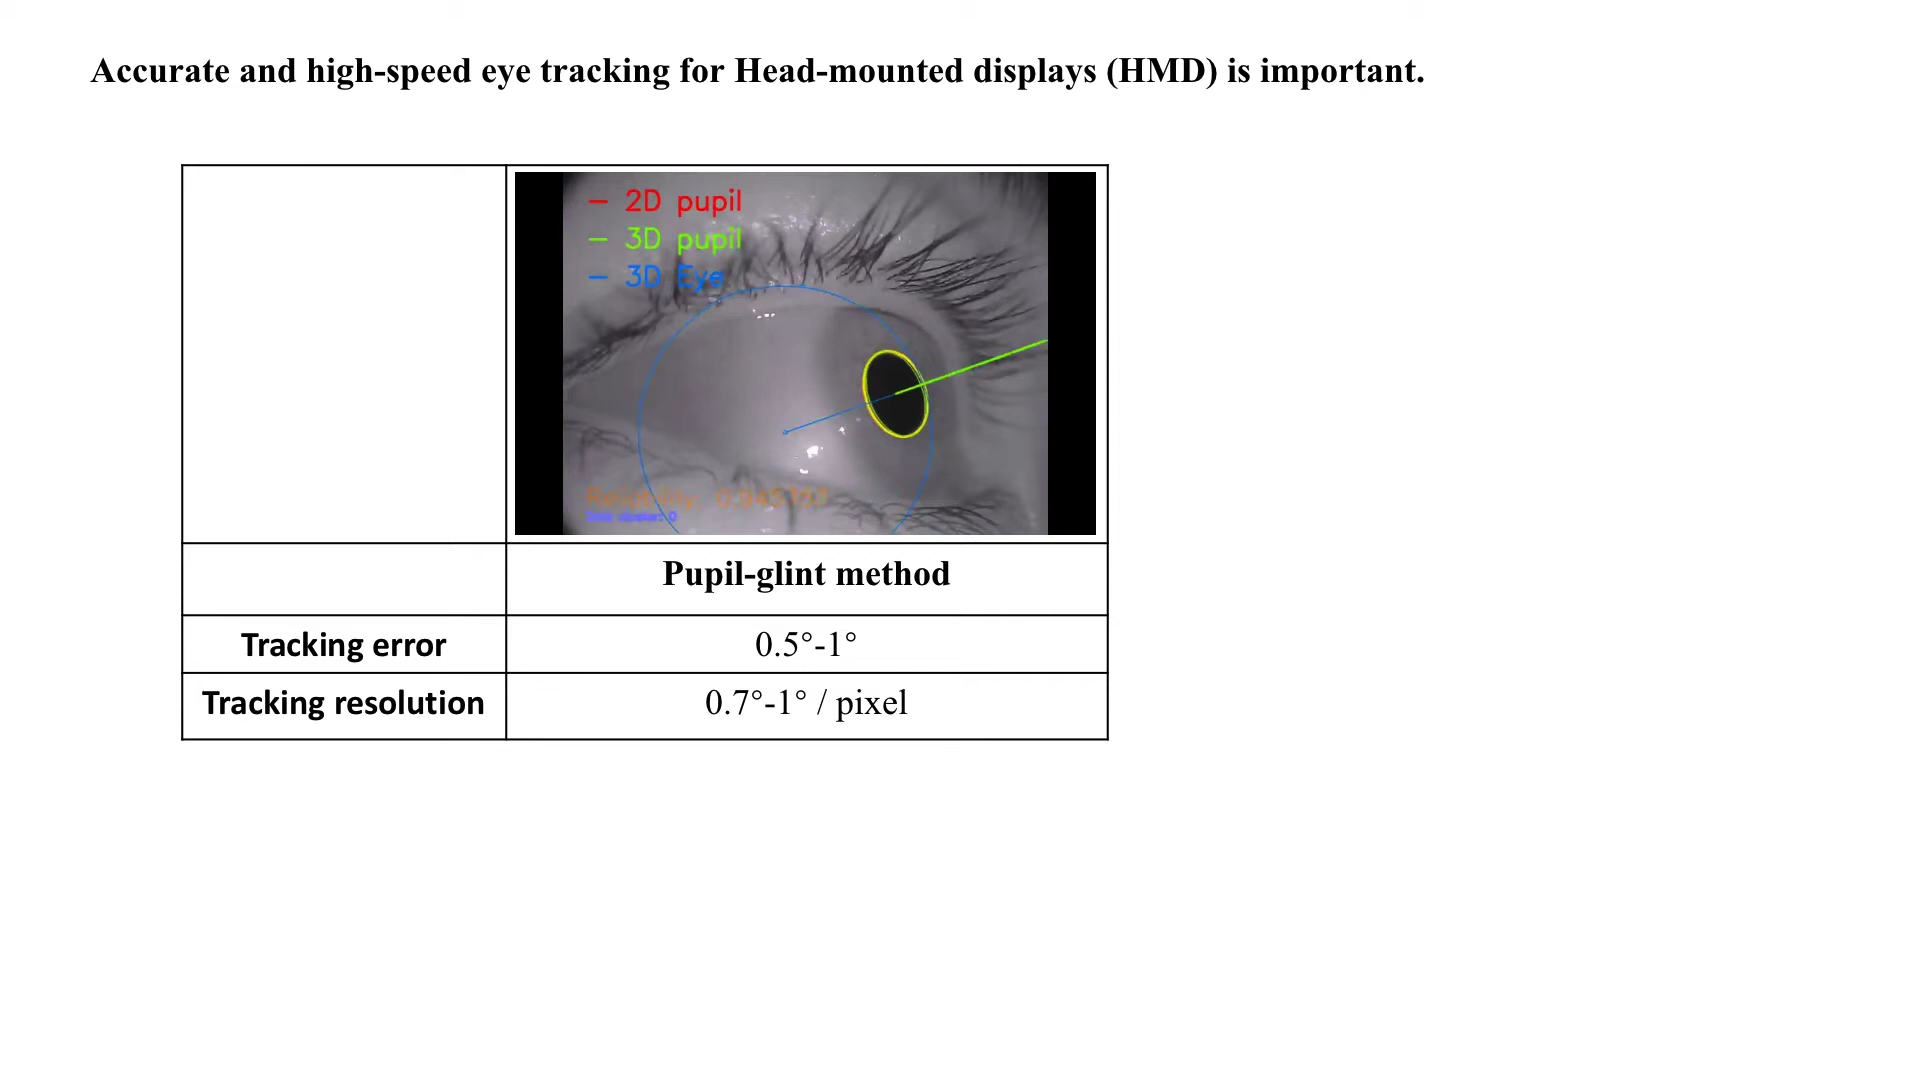 Accurate and high-speed eye tracking for Head-mounted displays (HMD) is important.
– 2D pupil
– 3D pupil
– 3D Eye
Pupil-glint method
Tracking error
0.5°-1°
Tracking resolution
0.7°-1° / pixel